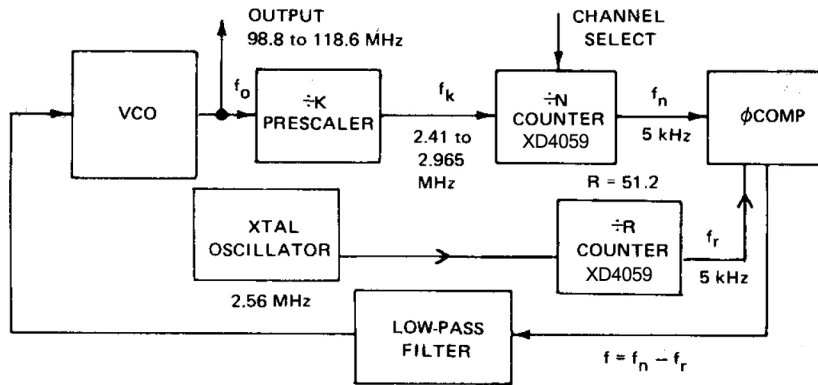 OUTPUT
98.8 to 118.6 MHz
CHANNEL
SELECT
VCO
fo
÷K
PRESCALER
fk
2.41 to
2.965
MHz
÷N
COUNTER
XD4059
fn
5 kHz
ϕCOMP
XTAL
OSCILLATOR
2.56 MHz
R = 51.2
÷R
COUNTER
XD4059
fr
5 kHz
LOW-PASS
FILTER
f = fn – fr